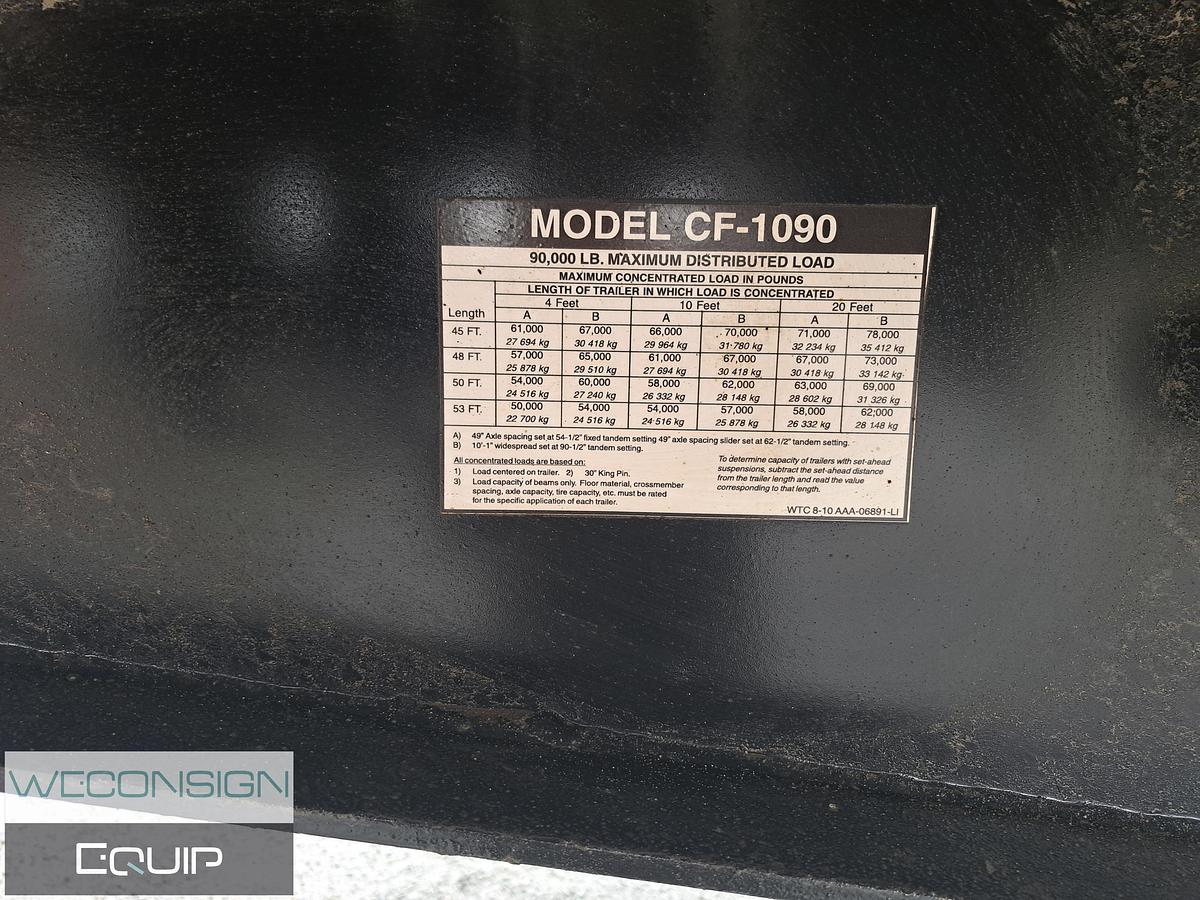 MODEL CF-1090
90,000 LB. MAXIMUM DISTRIBUTED LOAD
MAXIMUM CONCENTRATED LOAD IN POUNDS
LENGTH OF TRAILER IN WHICH LOAD IS CONCENTRATED
4 Feet 10 Feet 20 Feet
Length A B A B A B
45 FT. 61,000 67,000 66,000 70,000 71,000 78,000
27 694 kg 30 418 kg 29 964 kg 31 780 kg 32 234 kg 35 412 kg
48 FT. 57,000 65,000 61,000 67,000 67,000 73,000
25 878 kg 29 510 kg 27 694 kg 30 418 kg 30 418 kg 33 142 kg
50 FT. 54,000 60,000 58,000 62,000 63,000 69,000
24 516 kg 27 240 kg 26 332 kg 28 148 kg 28 602 kg 31 326 kg
53 FT. 50,000 54,000 54,000 57,000 58,000 62,000
22 700 kg 24 516 kg 24 516 kg 25 878 kg 26 332 kg 28 148 kg
A) 49" Axle spacing set at 54-1/2" fixed tandem setting 49" axle spacing slider set at 62-1/2" tandem setting.
B) 10'-1" widespread set at 90-1/2" tandem setting.
All concentrated loads are based on:
1) Load centered on trailer. 2) 30" King Pin.
3) Load capacity of beams only. Floor material, crossmember
spacing, axle capacity, tire capacity, etc. must be rated
for the specific application of each trailer.
To determine capacity of trailers with set-ahead
suspensions, subtract the set-ahead distance
from the trailer length and read the value
corresponding to that length.
WTC 8-10 AAA-06891-LI
WECONSIGN
EQUIP